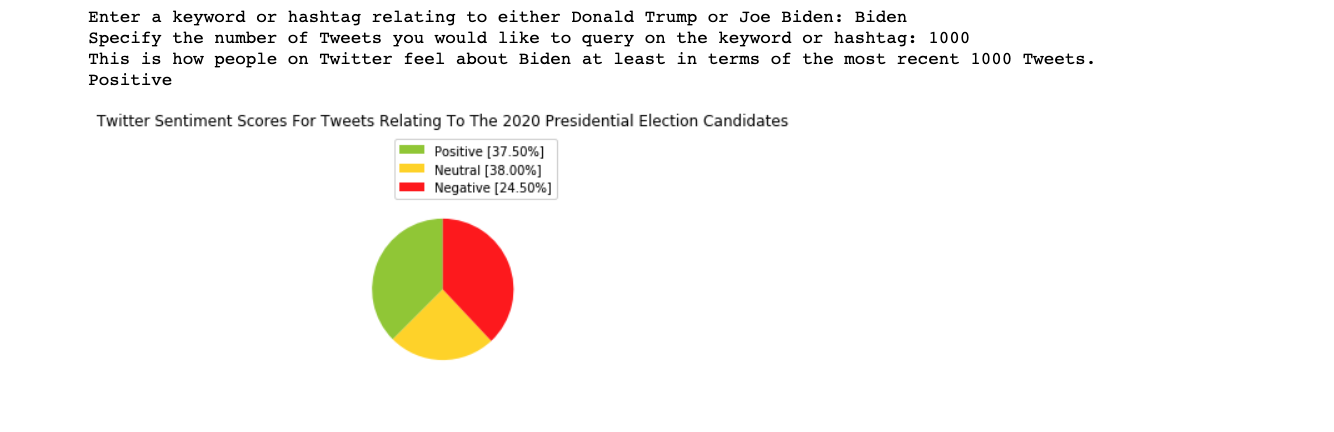 Enter a keyword or hashtag relating to either Donald Trump or Joe Biden: Biden
Specify the number of Tweets you would like to query on the keyword or hashtag: 1000
This is how people on Twitter feel about Biden at least in terms of the most recent 1000 Tweets.
Positive
Twitter Sentiment Scores For Tweets Relating To The 2020 Presidential Election Candidates
Positive [37.50%]
Neutral [38.00%]
Negative [24.50%]